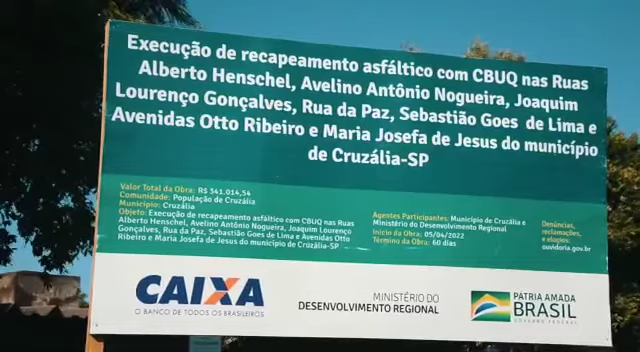 Execução de recapeamento asfáltico com CBUQ nas Ruas
Alberto Henschel, Avelino Antônio Nogueira, Joaquim
Lourenço Gonçalves, Rua da Paz, Sebastião Goes de Lima e
Avenidas Otto Ribeiro e Maria Josefa de Jesus do município
de Cruzália-SP
Valor Total da Obra: R$ 341.014,54
Comunidade: População de Cruzália
Município: Cruzália
Objeto: Execução de recapeamento asfáltico com CBUQ nas Ruas
Alberto Henschel, Avelino Antônio Nogueira, Joaquim Lourenço
Gonçalves, Rua da Paz, Sebastião Goes de Lima e Avenidas Otto
Ribeiro e Maria Josefa de Jesus do município de Cruzália-SP
Agentes Participantes: Município de Cruzália e
Ministério do Desenvolvimento Regional
Início da Obra: 05/04/2022
Término da Obra: 60 dias
Denúncias,
reclamações,
e elogios:
ouvidoria.gov.br
CAIXA
O BANCO DE TODOS OS BRASILEIROS
MINISTÉRIO DO
DESENVOLVIMENTO REGIONAL
PÁTRIA AMADA
BRASIL
GOVERNO FEDERAL